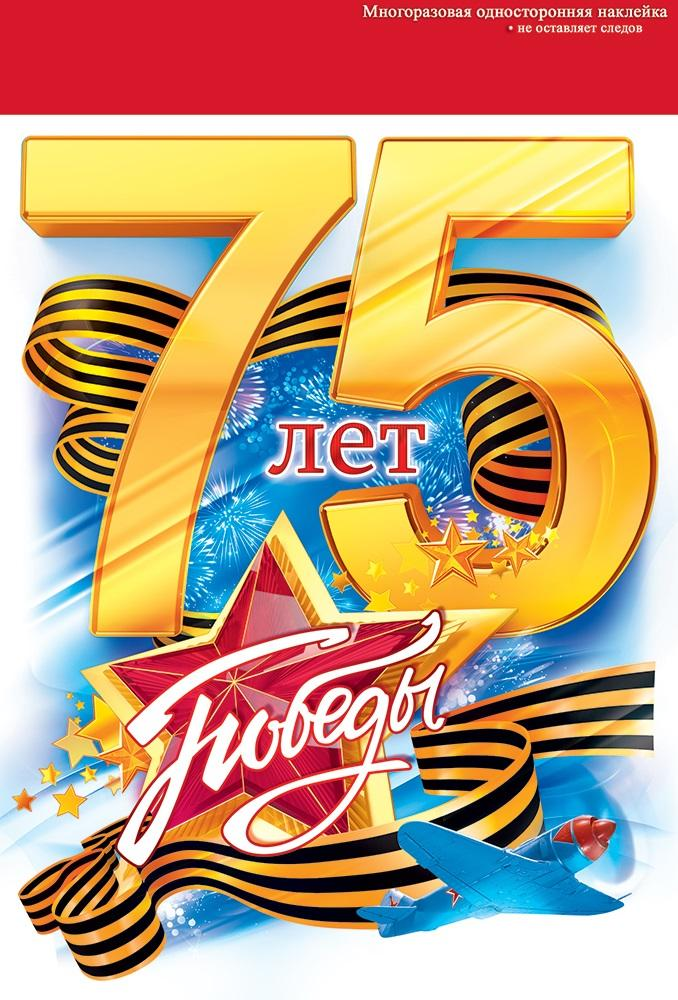 Многоразовая односторонняя наклейка
• не оставляет следов
75
лет
Победы